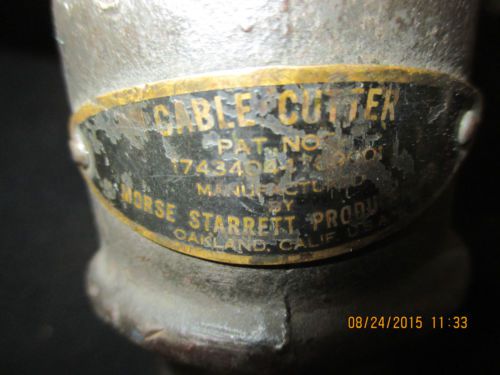 CABLE CUTTER
PAT. NO.
MANUFACTURED
BY
MORSE STARRETT PRODU
OAKLAND, CALIF. U.S.A.
08/24/2015 11:33